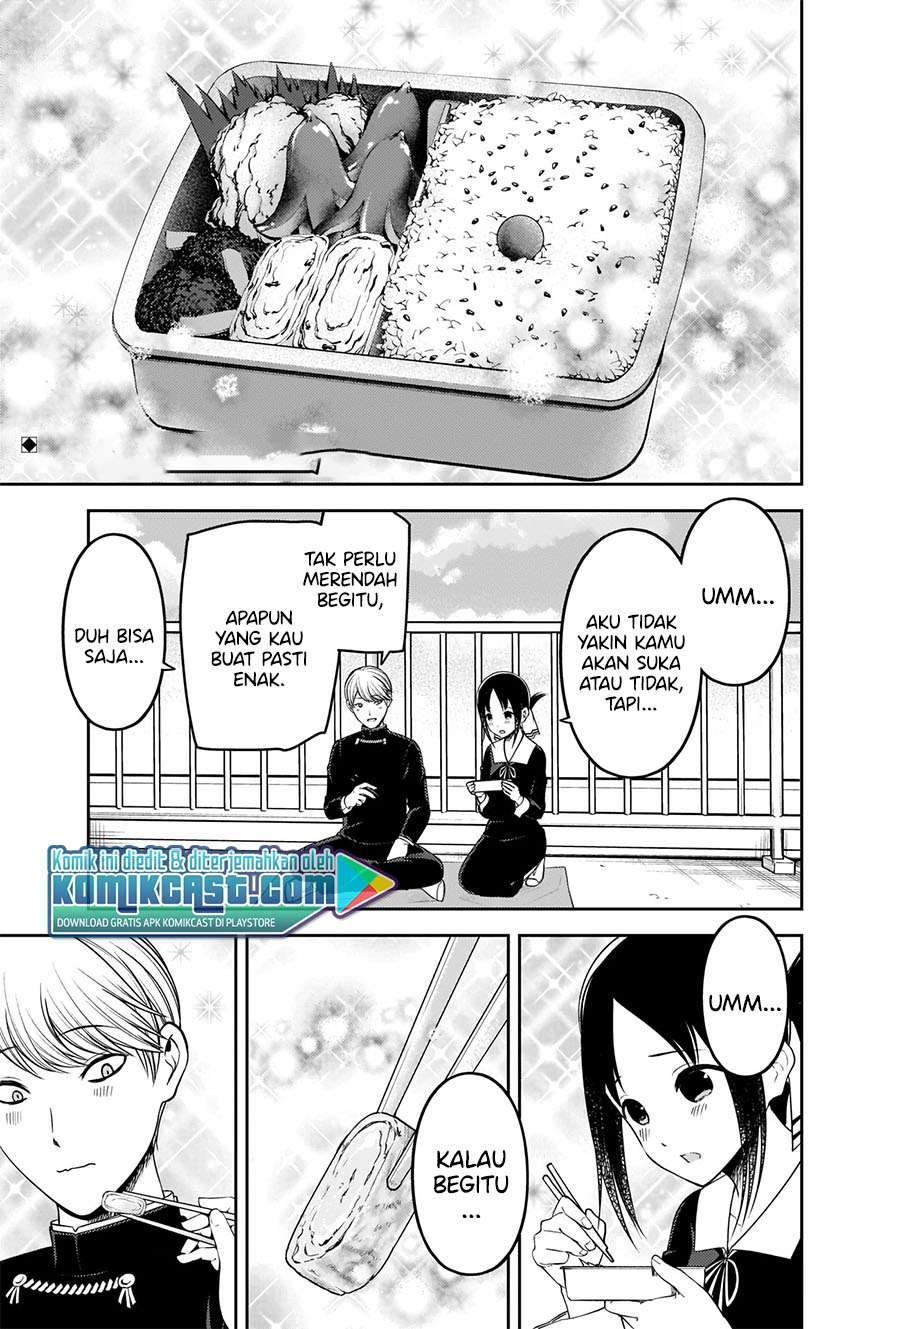 UMM...
AKU TIDAK
YAKIN KAMU
AKAN SUKA
ATAU TIDAK,
TAPI...
TAK PERLU
MERENDAH
BEGITU,
APAPUN
YANG KAU
BUAT PASTI
ENAK.
DUH BISA
SAJA...
Komik ini diedit & diterjemahkan oleh
KOMIKCAST.COM
DOWNLOAD GRATIS APK KOMIKCAST DI PLAYSTORE
UMM...
KALAU
BEGITU
...